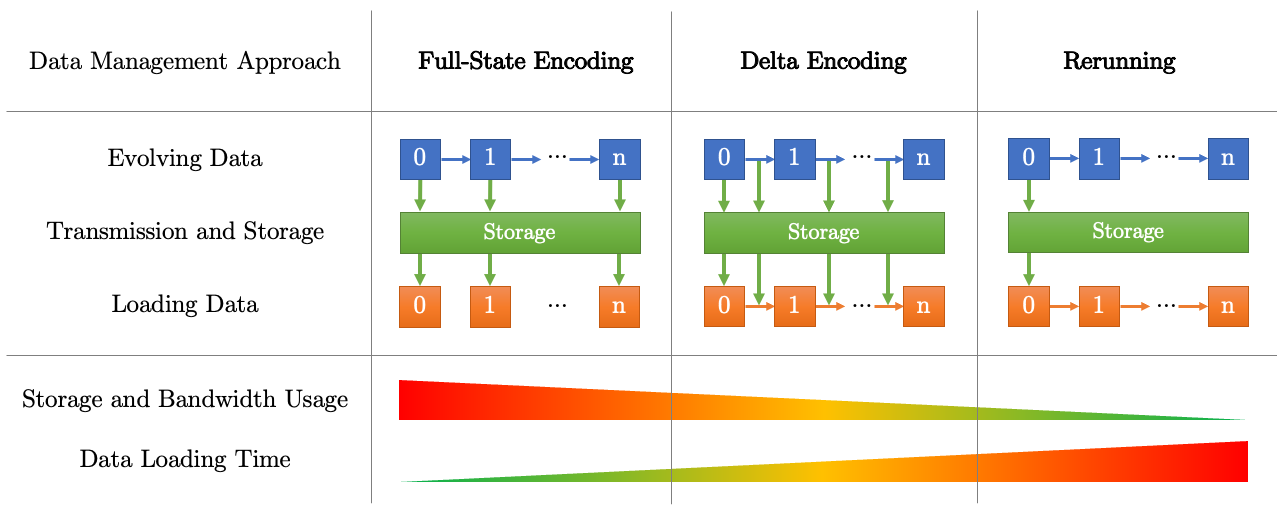 Data Management Approach Full-State Encoding Delta Encoding Rerunning
Evolving Data 0 1 ... n 0 1 ... n 0 1 ... n
Transmission and Storage Storage Storage Storage
Loading Data 0 1 ... n 0 1 ... n 0 1 ... n
Storage and Bandwidth Usage
Data Loading Time